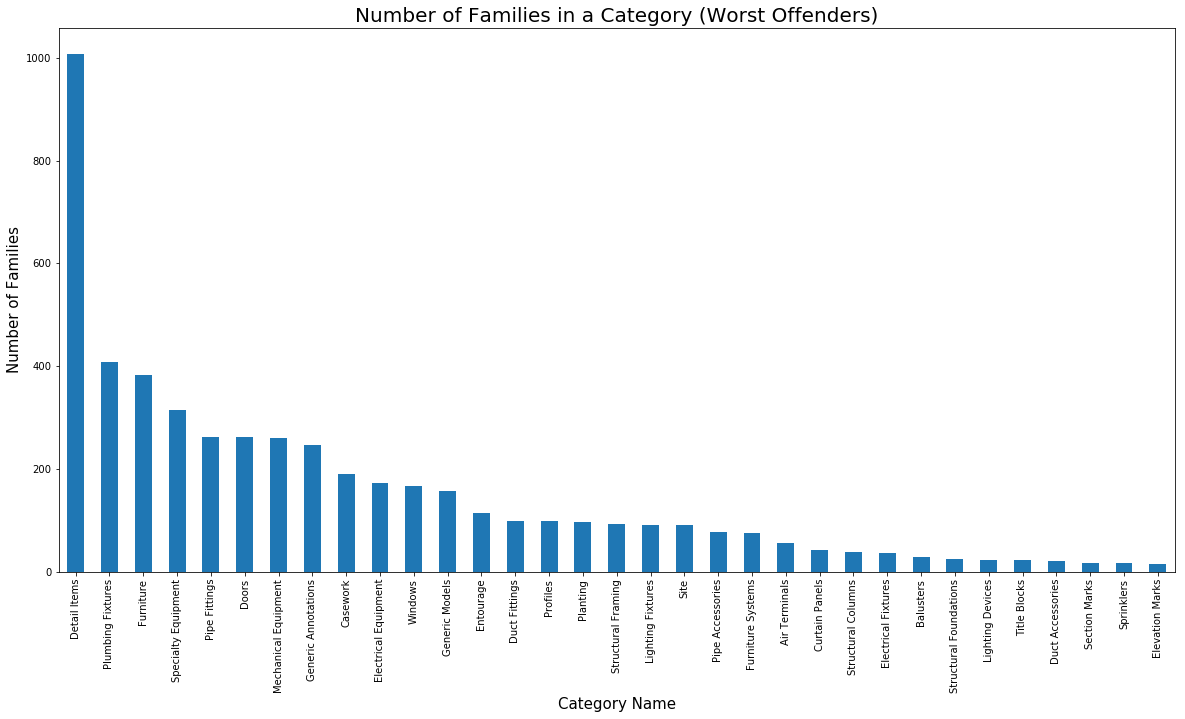 Number of Families in a Category (Worst Offenders)
Number of Families
1000
800
600
400
200
0
Detail Items
Plumbing Fixtures
Furniture
Specialty Equipment
Pipe Fittings
Doors
Mechanical Equipment
Generic Annotations
Casework
Electrical Equipment
Windows
Generic Models
Entourage
Duct Fittings
Profiles
Planting
Structural Framing
Lighting Fixtures
Site
Pipe Accessories
Furniture Systems
Air Terminals
Curtain Panels
Structural Columns
Electrical Fixtures
Balusters
Structural Foundations
Lighting Devices
Title Blocks
Duct Accessories
Section Marks
Sprinklers
Elevation Marks
Category Name